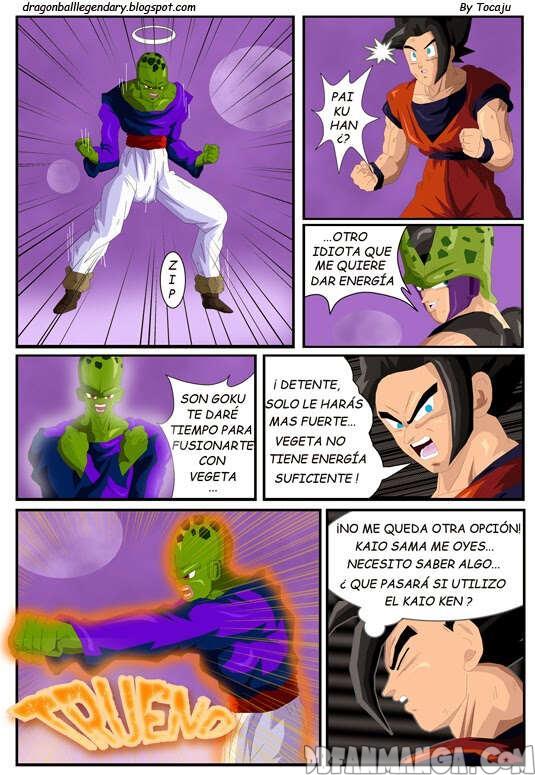 dragonballlegendary.blogspot.com
By Tocaju
ZIP
PAI
KU
HAN
¿?
...OTRO
IDIOTA QUE
ME QUIERE
DAR ENERGÍA
SON GOKU
TE DARÉ
TIEMPO PARA
FUSIONARTE
CON
VEGETA
...
¡ DETENTE,
SOLO LE HARÁS
MAS FUERTE...
VEGETA NO
TIENE ENERGÍA
SUFICIENTE !
TRUENO
¡NO ME QUEDA OTRA OPCIÓN!
KAIO SAMA ME OYES...
NECESITO SABER ALGO...
¿ QUE PASARÁ SI UTILIZO
EL KAIO KEN ?
DBFANMANGA.COM